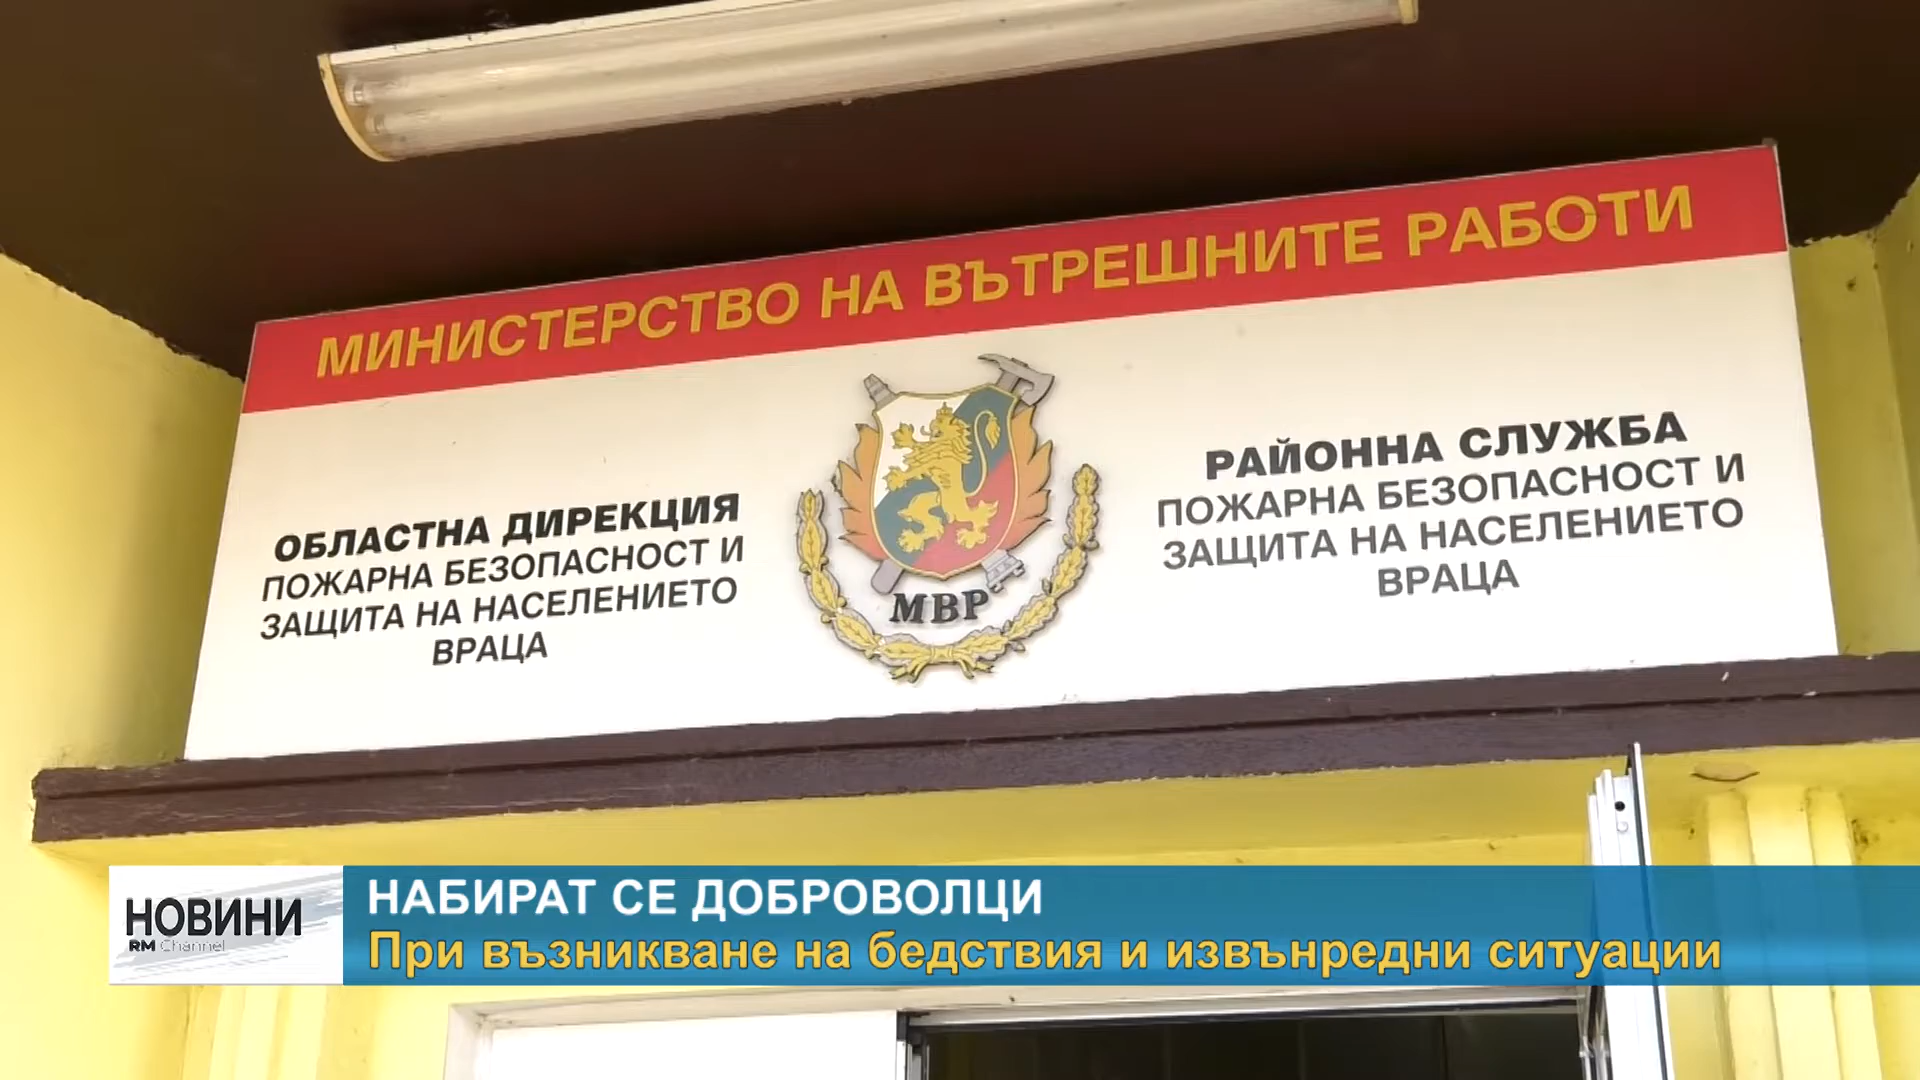 МИНИСТЕРСТВО НА ВЪТРЕШНИТЕ РАБОТИ
ОБЛАСТНА ДИРЕКЦИЯ
ПОЖАРНА БЕЗОПАСНОСТ И
ЗАЩИТА НА НАСЕЛЕНИЕТО
ВРАЦА
МВР
РАЙОННА СЛУЖБА
ПОЖАРНА БЕЗОПАСНОСТ И
ЗАЩИТА НА НАСЕЛЕНИЕТО
ВРАЦА
НОВИНИ
RM Channel
НАБИРАТ СЕ ДОБРОВОЛЦИ
При възникване на бедствия и извънредни ситуации